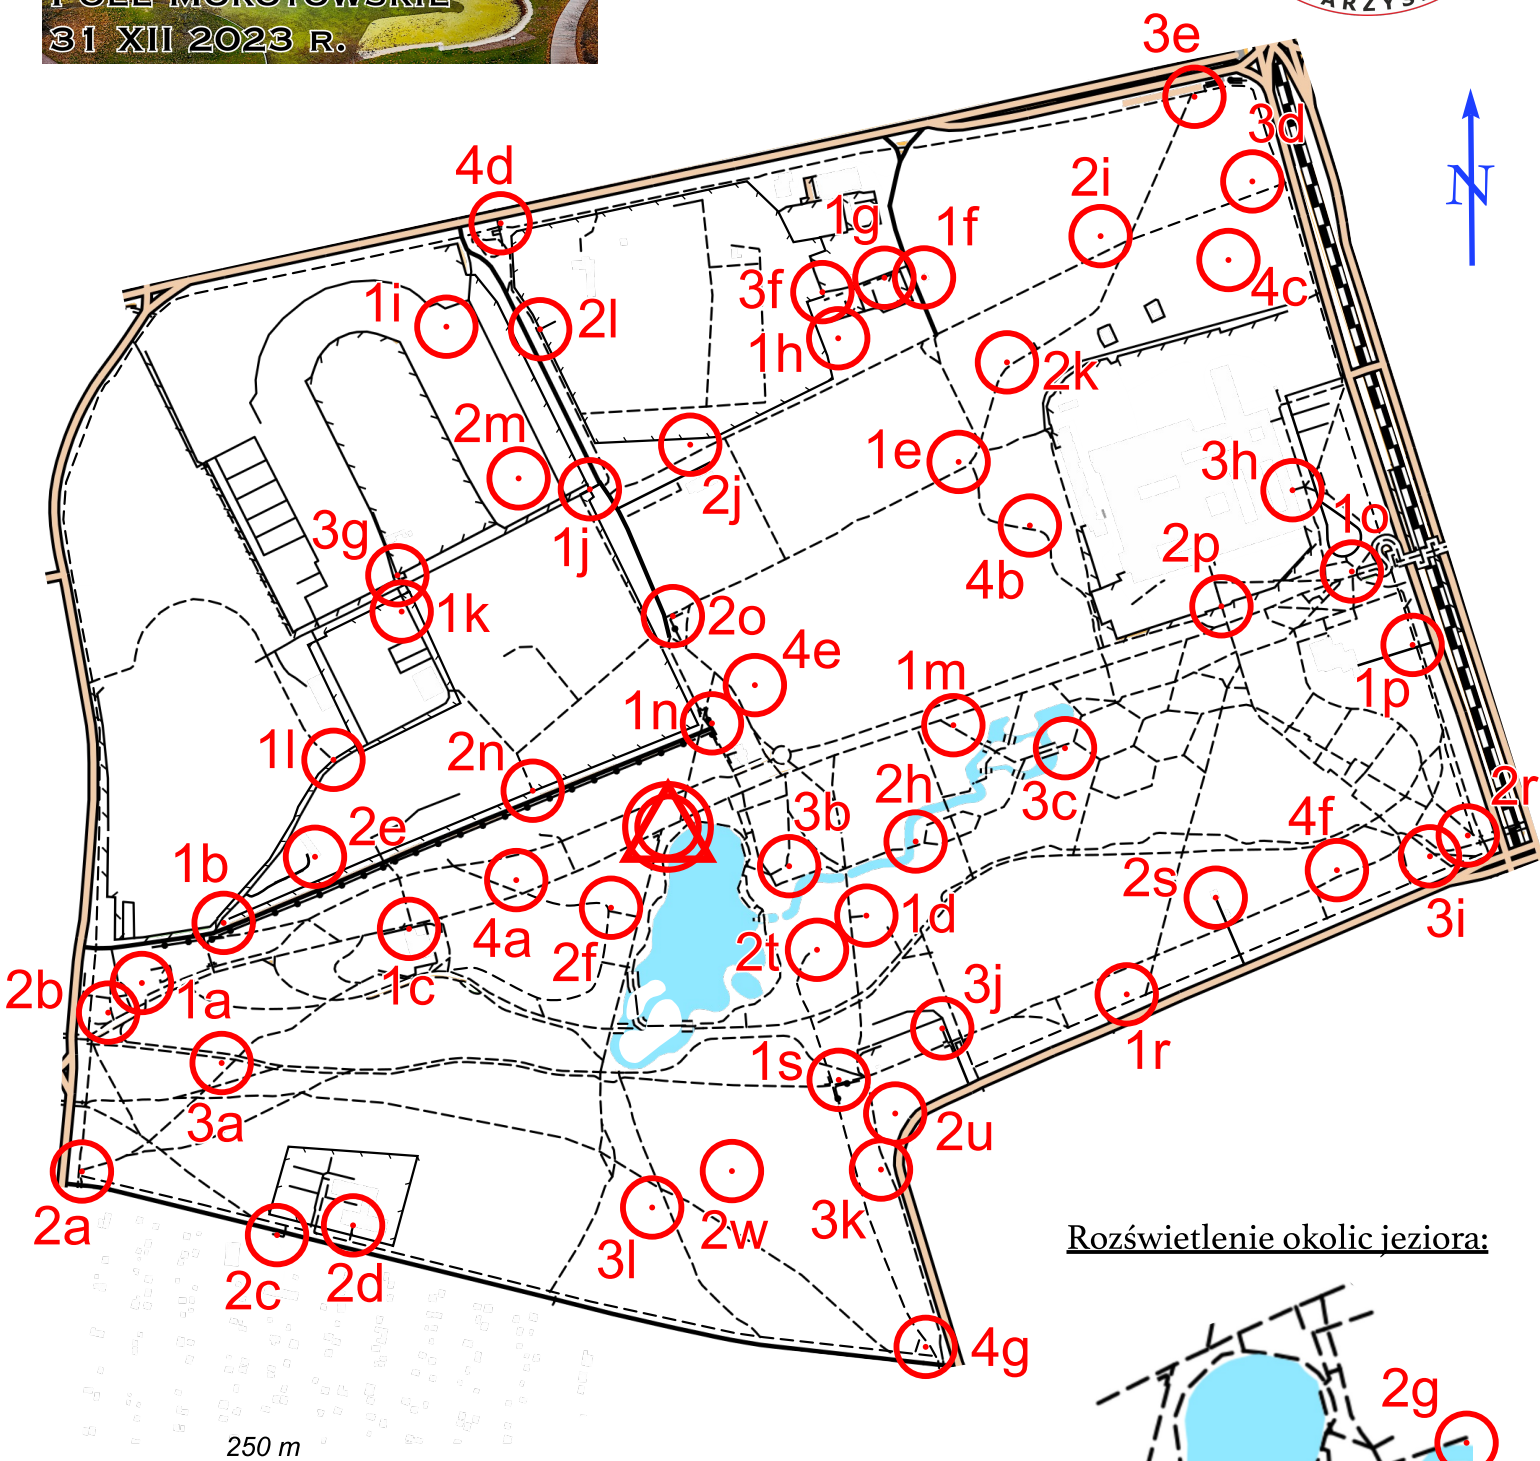 31 XII 2023 R.
3e
3d
4d
2i
1g
1f
N
3f
4c
1i
2l
1h
2k
2m
1e
3h
2j
1o
3g
1j
2p
4b
1k
2o
4e
1m
1p
1n
1l
2n
2h
3c
2r
3b
4f
2e
1b
2s
4a
1d
3i
2f
2t
2b
1a
1c
3j
1s
1r
3a
2u
2a
3k
2w
3l
2c
2d
Rozświetlenie okolic jeziora:
4g
2g
250 m